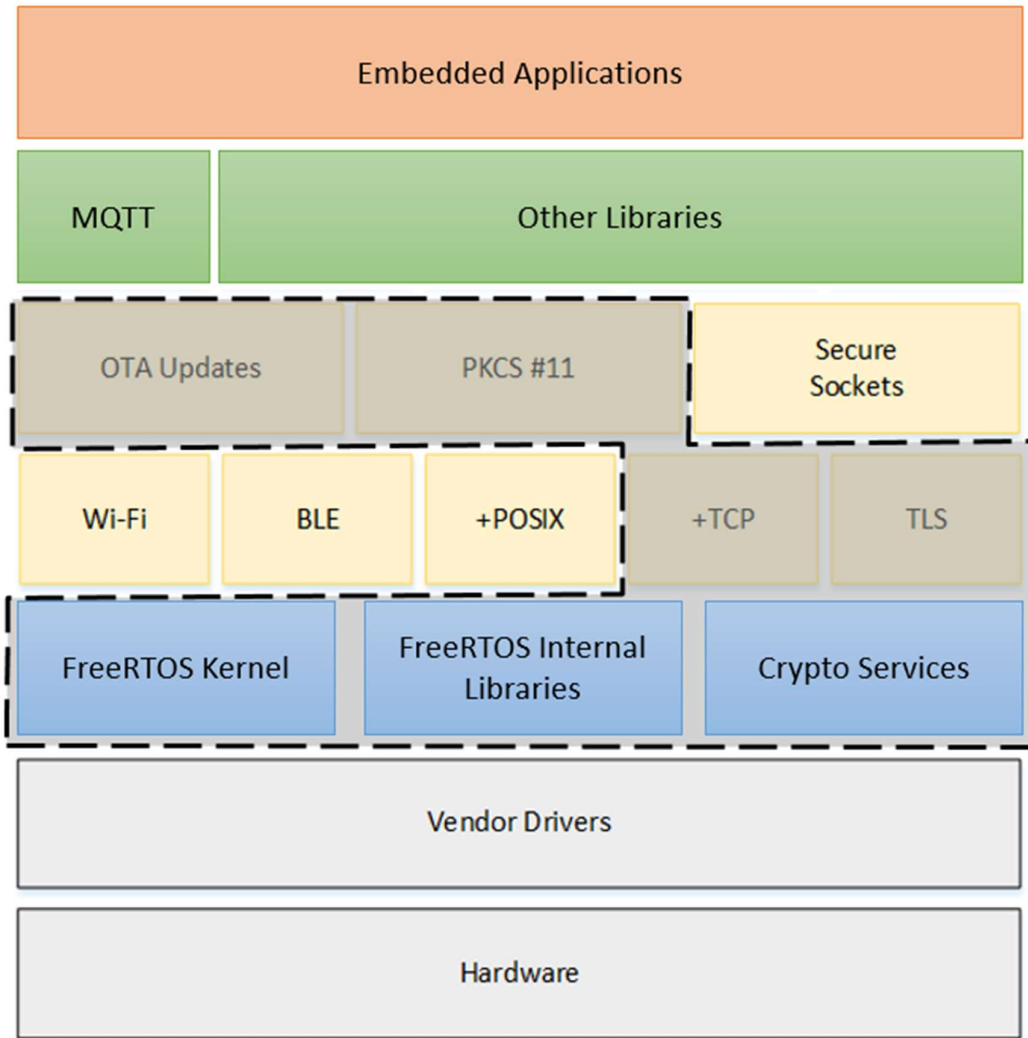 Embedded Applications
MQTT
Other Libraries
OTA Updates
PKCS #11
Secure
Sockets
Wi-Fi
BLE
+POSIX
+TCP
TLS
FreeRTOS Kernel
FreeRTOS Internal
Libraries
Crypto Services
Vendor Drivers
Hardware